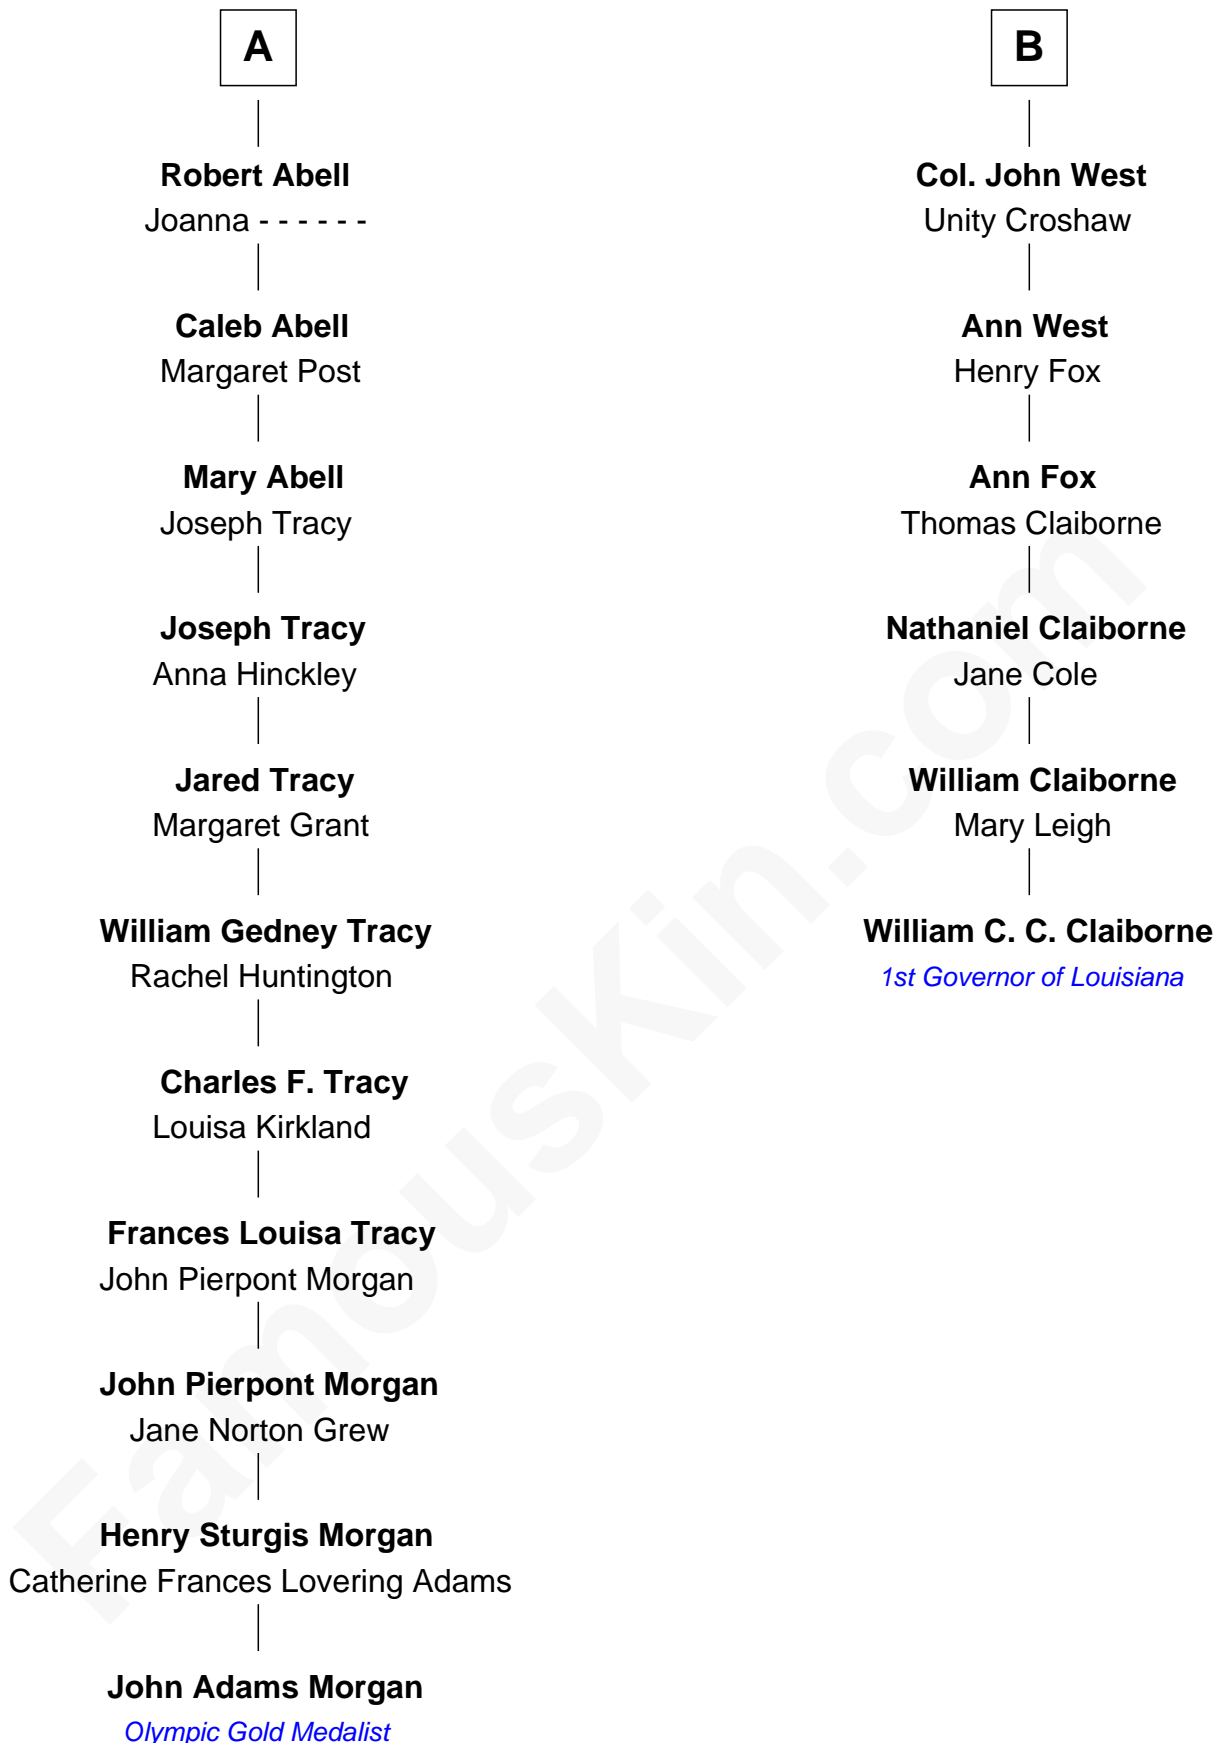 A
Robert Abell
Joanna - - - - - -
Caleb Abell
Margaret Post
Mary Abell
Joseph Tracy
Joseph Tracy
Anna Hinckley
Jared Tracy
Margaret Grant
William Gedney Tracy
Rachel Huntington
Charles F. Tracy
Louisa Kirkland
Frances Louisa Tracy
John Pierpont Morgan
John Pierpont Morgan
Jane Norton Grew
Henry Sturgis Morgan
Catherine Frances Lovering Adams
John Adams Morgan
Olympic Gold Medalist
B
Col. John West
Unity Croshaw
Ann West
Henry Fox
Ann Fox
Thomas Claiborne
Nathaniel Claiborne
Jane Cole
William Claiborne
Mary Leigh
William C. C. Claiborne
1st Governor of Louisiana
FamousKin.com